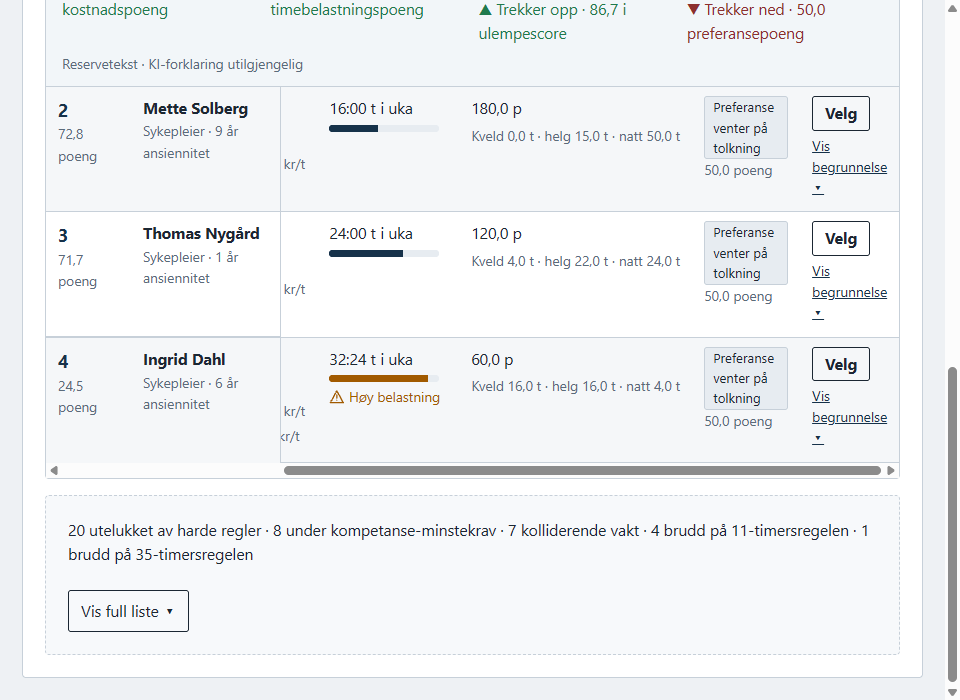 kostnadspoeng
timebelastningspoeng
▲ Trekker opp · 86,7 i
ulempescore
▼ Trekker ned · 50,0
preferansepoeng
Reservetekst · KI-forklaring utilgjengelig
2
72,8
poeng
Mette Solberg
Sykepleier · 9 år
ansiennitet
kr/t
16:00 t i uka
180,0 p
Kveld 0,0 t · helg 15,0 t · natt 50,0 t
Preferanse
venter på
tolkning
50,0 poeng
Velg
Vis
begrunnelse
▾
3
71,7
poeng
Thomas Nygård
Sykepleier · 1 år
ansiennitet
kr/t
24:00 t i uka
120,0 p
Kveld 4,0 t · helg 22,0 t · natt 24,0 t
Preferanse
venter på
tolkning
50,0 poeng
Velg
Vis
begrunnelse
▾
4
24,5
poeng
Ingrid Dahl
Sykepleier · 6 år
ansiennitet
kr/t
kr/t
32:24 t i uka
⚠ Høy belastning
60,0 p
Kveld 16,0 t · helg 16,0 t · natt 4,0 t
Preferanse
venter på
tolkning
50,0 poeng
Velg
Vis
begrunnelse
▾
20 utelukket av harde regler · 8 under kompetanse-minstekrav · 7 kolliderende vakt · 4 brudd på 11-timersregelen · 1
brudd på 35-timersregelen
Vis full liste ▾